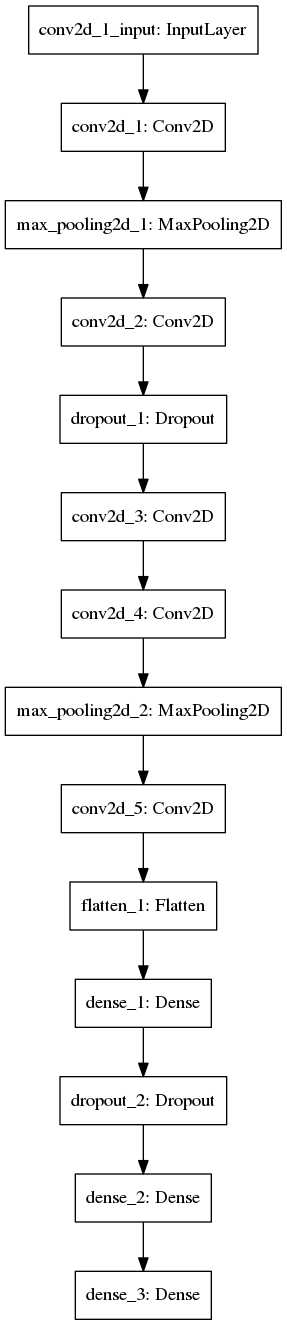 conv2d_1_input: InputLayer
conv2d_1: Conv2D
max_pooling2d_1: MaxPooling2D
conv2d_2: Conv2D
dropout_1: Dropout
conv2d_3: Conv2D
conv2d_4: Conv2D
max_pooling2d_2: MaxPooling2D
conv2d_5: Conv2D
flatten_1: Flatten
dense_1: Dense
dropout_2: Dropout
dense_2: Dense
dense_3: Dense